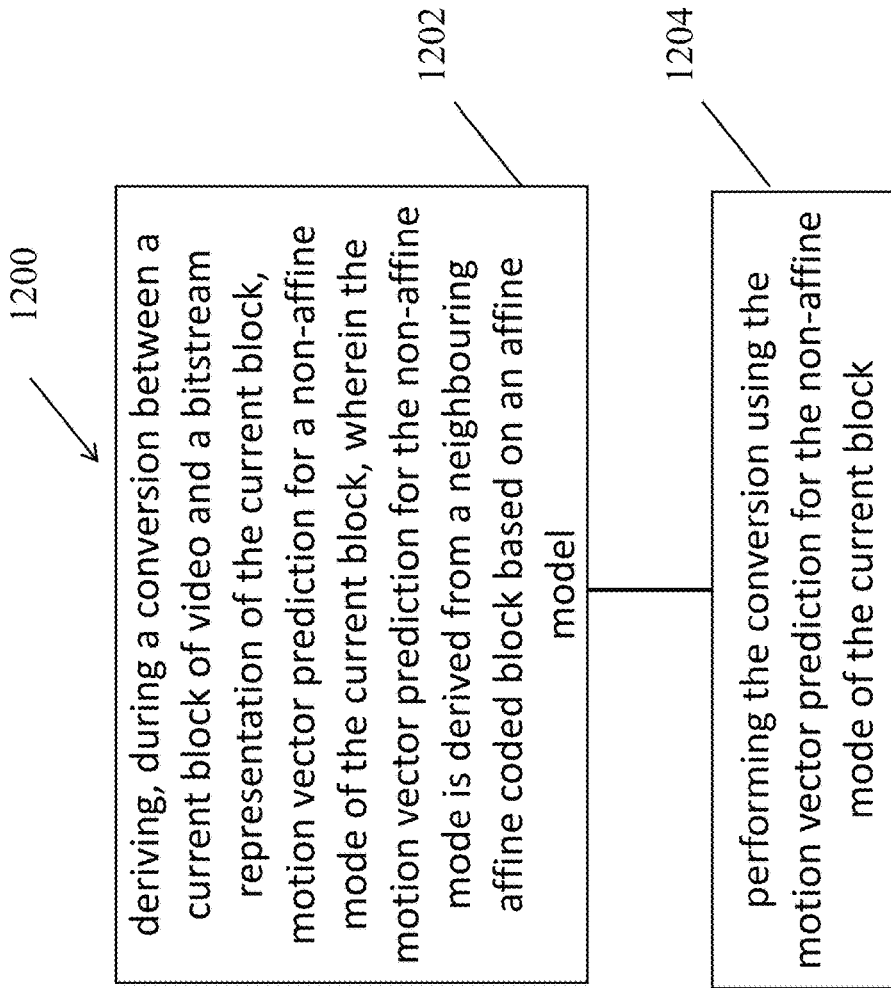 1200
deriving, during a conversion between a
current block of video and a bitstream
representation of the current block,
motion vector prediction for a non-affine
mode of the current block, wherein the
motion vector prediction for the non-affine
mode is derived from a neighbouring
affine coded block based on an affine
model
1202
performing the conversion using the
motion vector prediction for the non-affine
mode of the current block
1204